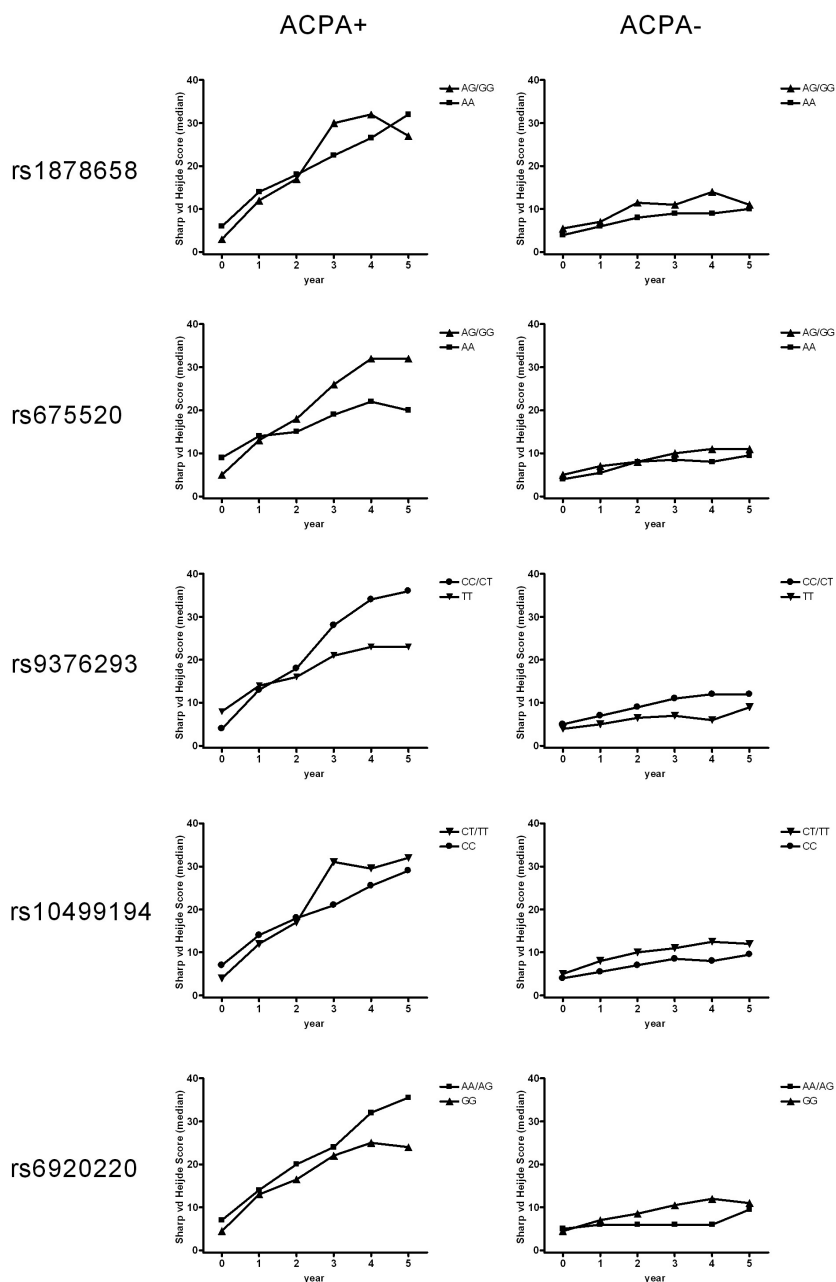 ACPA+
ACPA-
rs1878658
Sharp vd Heijde Score (median)
40
30
20
10
0
0 1 2 3 4 5
year
AG/GG
AA
Sharp vd Heijde Score (median)
40
30
20
10
0
0 1 2 3 4 5
year
AG/GG
AA
rs675520
Sharp vd Heijde Score (median)
40
30
20
10
0
0 1 2 3 4 5
year
AG/GG
AA
Sharp vd Heijde Score (median)
40
30
20
10
0
0 1 2 3 4 5
year
AG/GG
AA
rs9376293
Sharp vd Heijde Score (median)
40
30
20
10
0
0 1 2 3 4 5
year
CC/CT
TT
Sharp vd Heijde Score (median)
40
30
20
10
0
0 1 2 3 4 5
year
CC/CT
TT
rs10499194
Sharp vd Heijde Score (median)
40
30
20
10
0
0 1 2 3 4 5
year
CT/TT
CC
Sharp vd Heijde Score (median)
40
30
20
10
0
0 1 2 3 4 5
year
CT/TT
CC
rs6920220
Sharp vd Heijde Score (median)
40
30
20
10
0
0 1 2 3 4 5
year
AA/AG
GG
Sharp vd Heijde Score (median)
40
30
20
10
0
0 1 2 3 4 5
year
AA/AG
GG